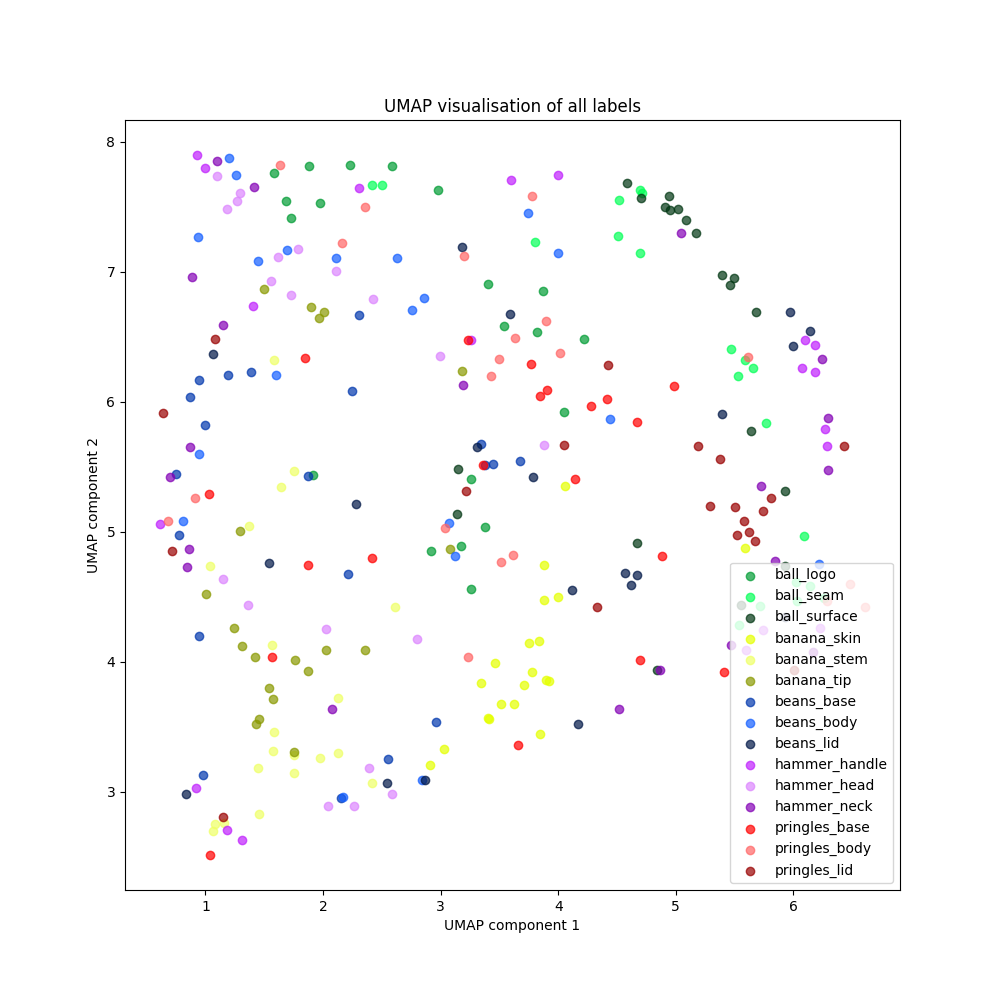 UMAP visualisation of all labels
8
7
6
5
4
3
UMAP component 2
1 2 3 4 5 6
UMAP component 1
ball_logo
ball_seam
ball_surface
banana_skin
banana_stem
banana_tip
beans_base
beans_body
beans_lid
hammer_handle
hammer_head
hammer_neck
pringles_base
pringles_body
pringles_lid